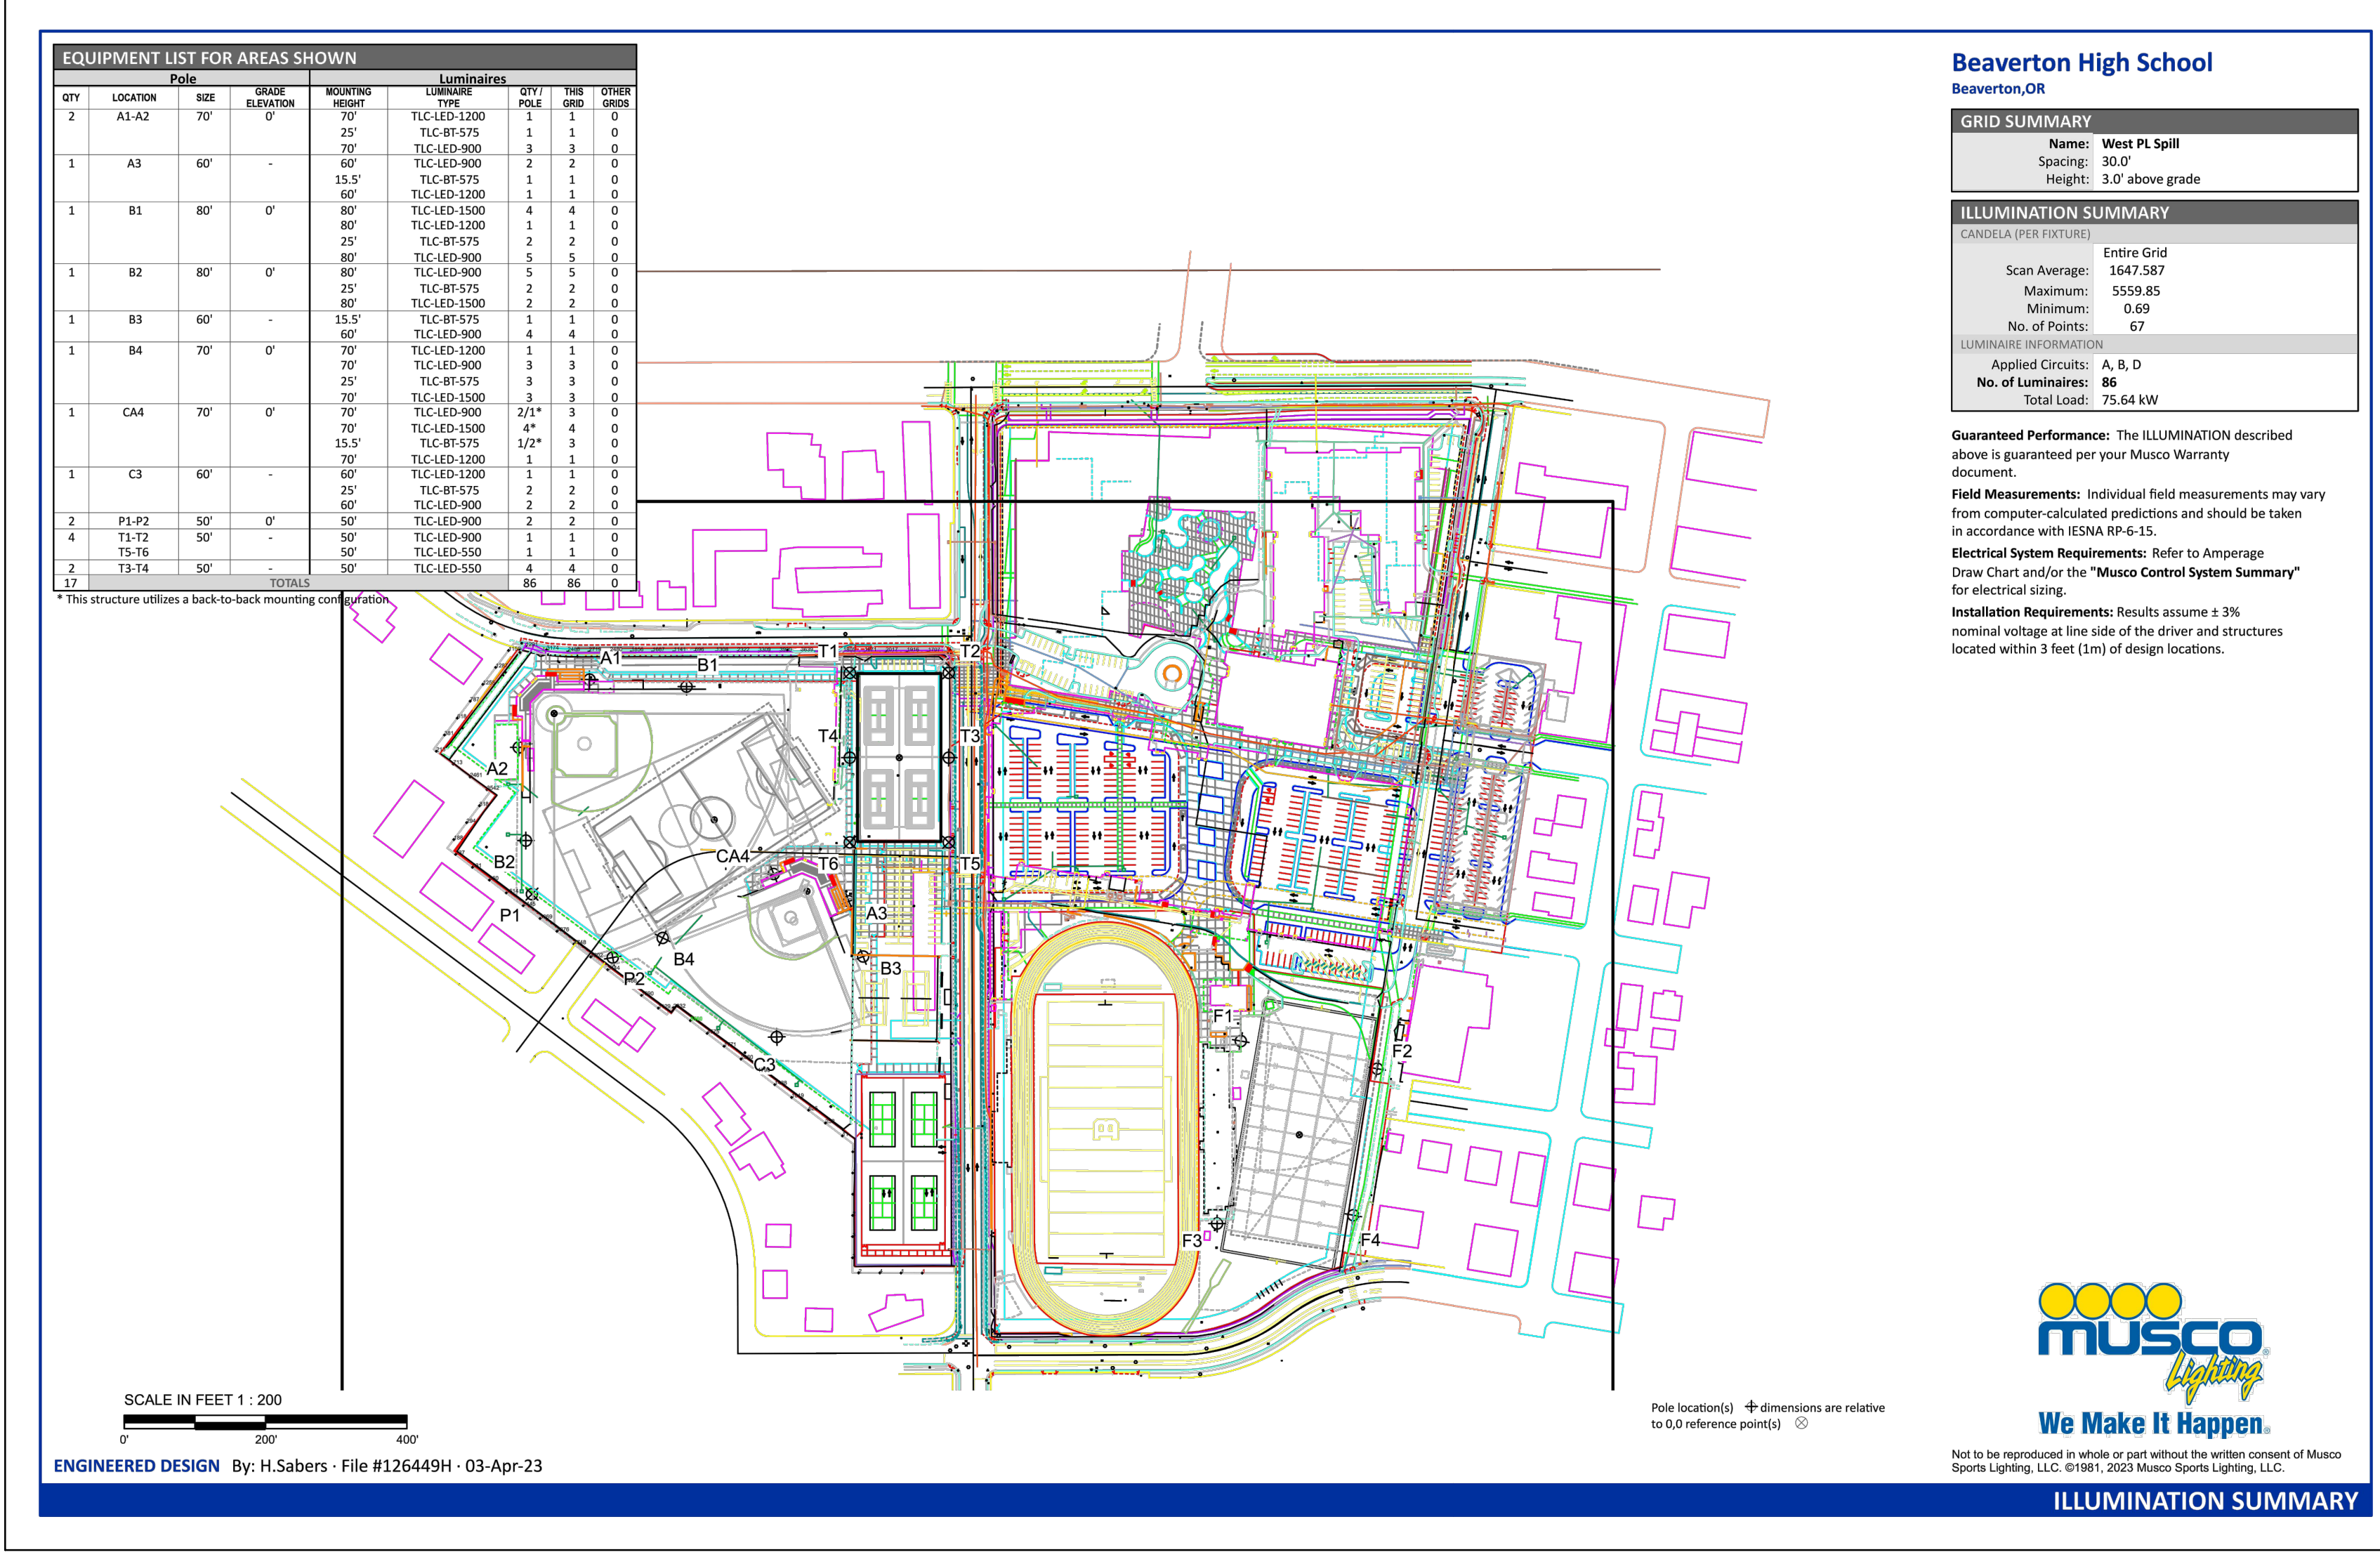 EQUIPMENT LIST FOR AREAS SHOWN
Pole Luminaires
QTY LOCATION SIZE GRADE ELEVATION MOUNTING HEIGHT LUMINAIRE TYPE QTY / POLE THIS GRID OTHER GRIDS
2 A1-A2 70' 0' 70' TLC-LED-1200 1 1 0
25' TLC-BT-575 1 1 0
70' TLC-LED-900 3 3 0
1 A3 60' - 60' TLC-LED-900 2 2 0
15.5' TLC-BT-575 1 1 0
60' TLC-LED-1200 1 1 0
1 B1 80' 0' 80' TLC-LED-1500 4 4 0
80' TLC-LED-1200 1 1 0
25' TLC-BT-575 2 2 0
80' TLC-LED-900 5 5 0
1 B2 80' 0' 80' TLC-LED-900 5 5 0
25' TLC-BT-575 2 2 0
80' TLC-LED-1500 2 2 0
1 B3 60' - 15.5' TLC-BT-575 1 1 0
60' TLC-LED-900 4 4 0
1 B4 70' 0' 70' TLC-LED-1200 1 1 0
70' TLC-LED-900 3 3 0
25' TLC-BT-575 3 3 0
70' TLC-LED-1500 3 3 0
1 CA4 70' 0' 70' TLC-LED-900 2/1* 3 0
70' TLC-LED-1500 4* 4 0
15.5' TLC-BT-575 1/2* 3 0
70' TLC-LED-1200 1 1 0
1 C3 60' - 60' TLC-LED-1200 1 1 0
25' TLC-BT-575 2 2 0
60' TLC-LED-900 2 2 0
2 P1-P2 50' 0' 50' TLC-LED-900 2 2 0
4 T1-T2 50' - 50' TLC-LED-900 1 1 0
T5-T6 50' TLC-LED-550 1 1 0
2 T3-T4 50' - 50' TLC-LED-550 4 4 0
17 TOTALS 86 86 0
* This structure utilizes a back-to-back mounting configuration
Beaverton High School
Beaverton,OR
GRID SUMMARY
Name: West PL Spill
Spacing: 30.0'
Height: 3.0' above grade
ILLUMINATION SUMMARY
CANDELA (PER FIXTURE)
Entire Grid
Scan Average: 1647.587
Maximum: 5559.85
Minimum: 0.69
No. of Points: 67
LUMINAIRE INFORMATION
Applied Circuits: A, B, D
No. of Luminaires: 86
Total Load: 75.64 kW
Guaranteed Performance: The ILLUMINATION described
above is guaranteed per your Musco Warranty
document.
Field Measurements: Individual field measurements may vary
from computer-calculated predictions and should be taken
in accordance with IESNA RP-6-15.
Electrical System Requirements: Refer to Amperage
Draw Chart and/or the "Musco Control System Summary"
for electrical sizing.
Installation Requirements: Results assume ± 3%
nominal voltage at line side of the driver and structures
located within 3 feet (1m) of design locations.
A1
B1
T1
T2
A2
T4
T3
B2
CA4
T6
T5
P1
A3
P2
B4
B3
C3
F1
F2
F3
F4
B
SCALE IN FEET 1 : 200
0' 200' 400'
ENGINEERED DESIGN By: H.Sabers · File #126449H · 03-Apr-23
Pole location(s) dimensions are relative
to 0,0 reference point(s)
musco
Lighting
We Make It Happen.
Not to be reproduced in whole or part without the written consent of Musco
Sports Lighting, LLC. ©1981, 2023 Musco Sports Lighting, LLC.
ILLUMINATION SUMMARY